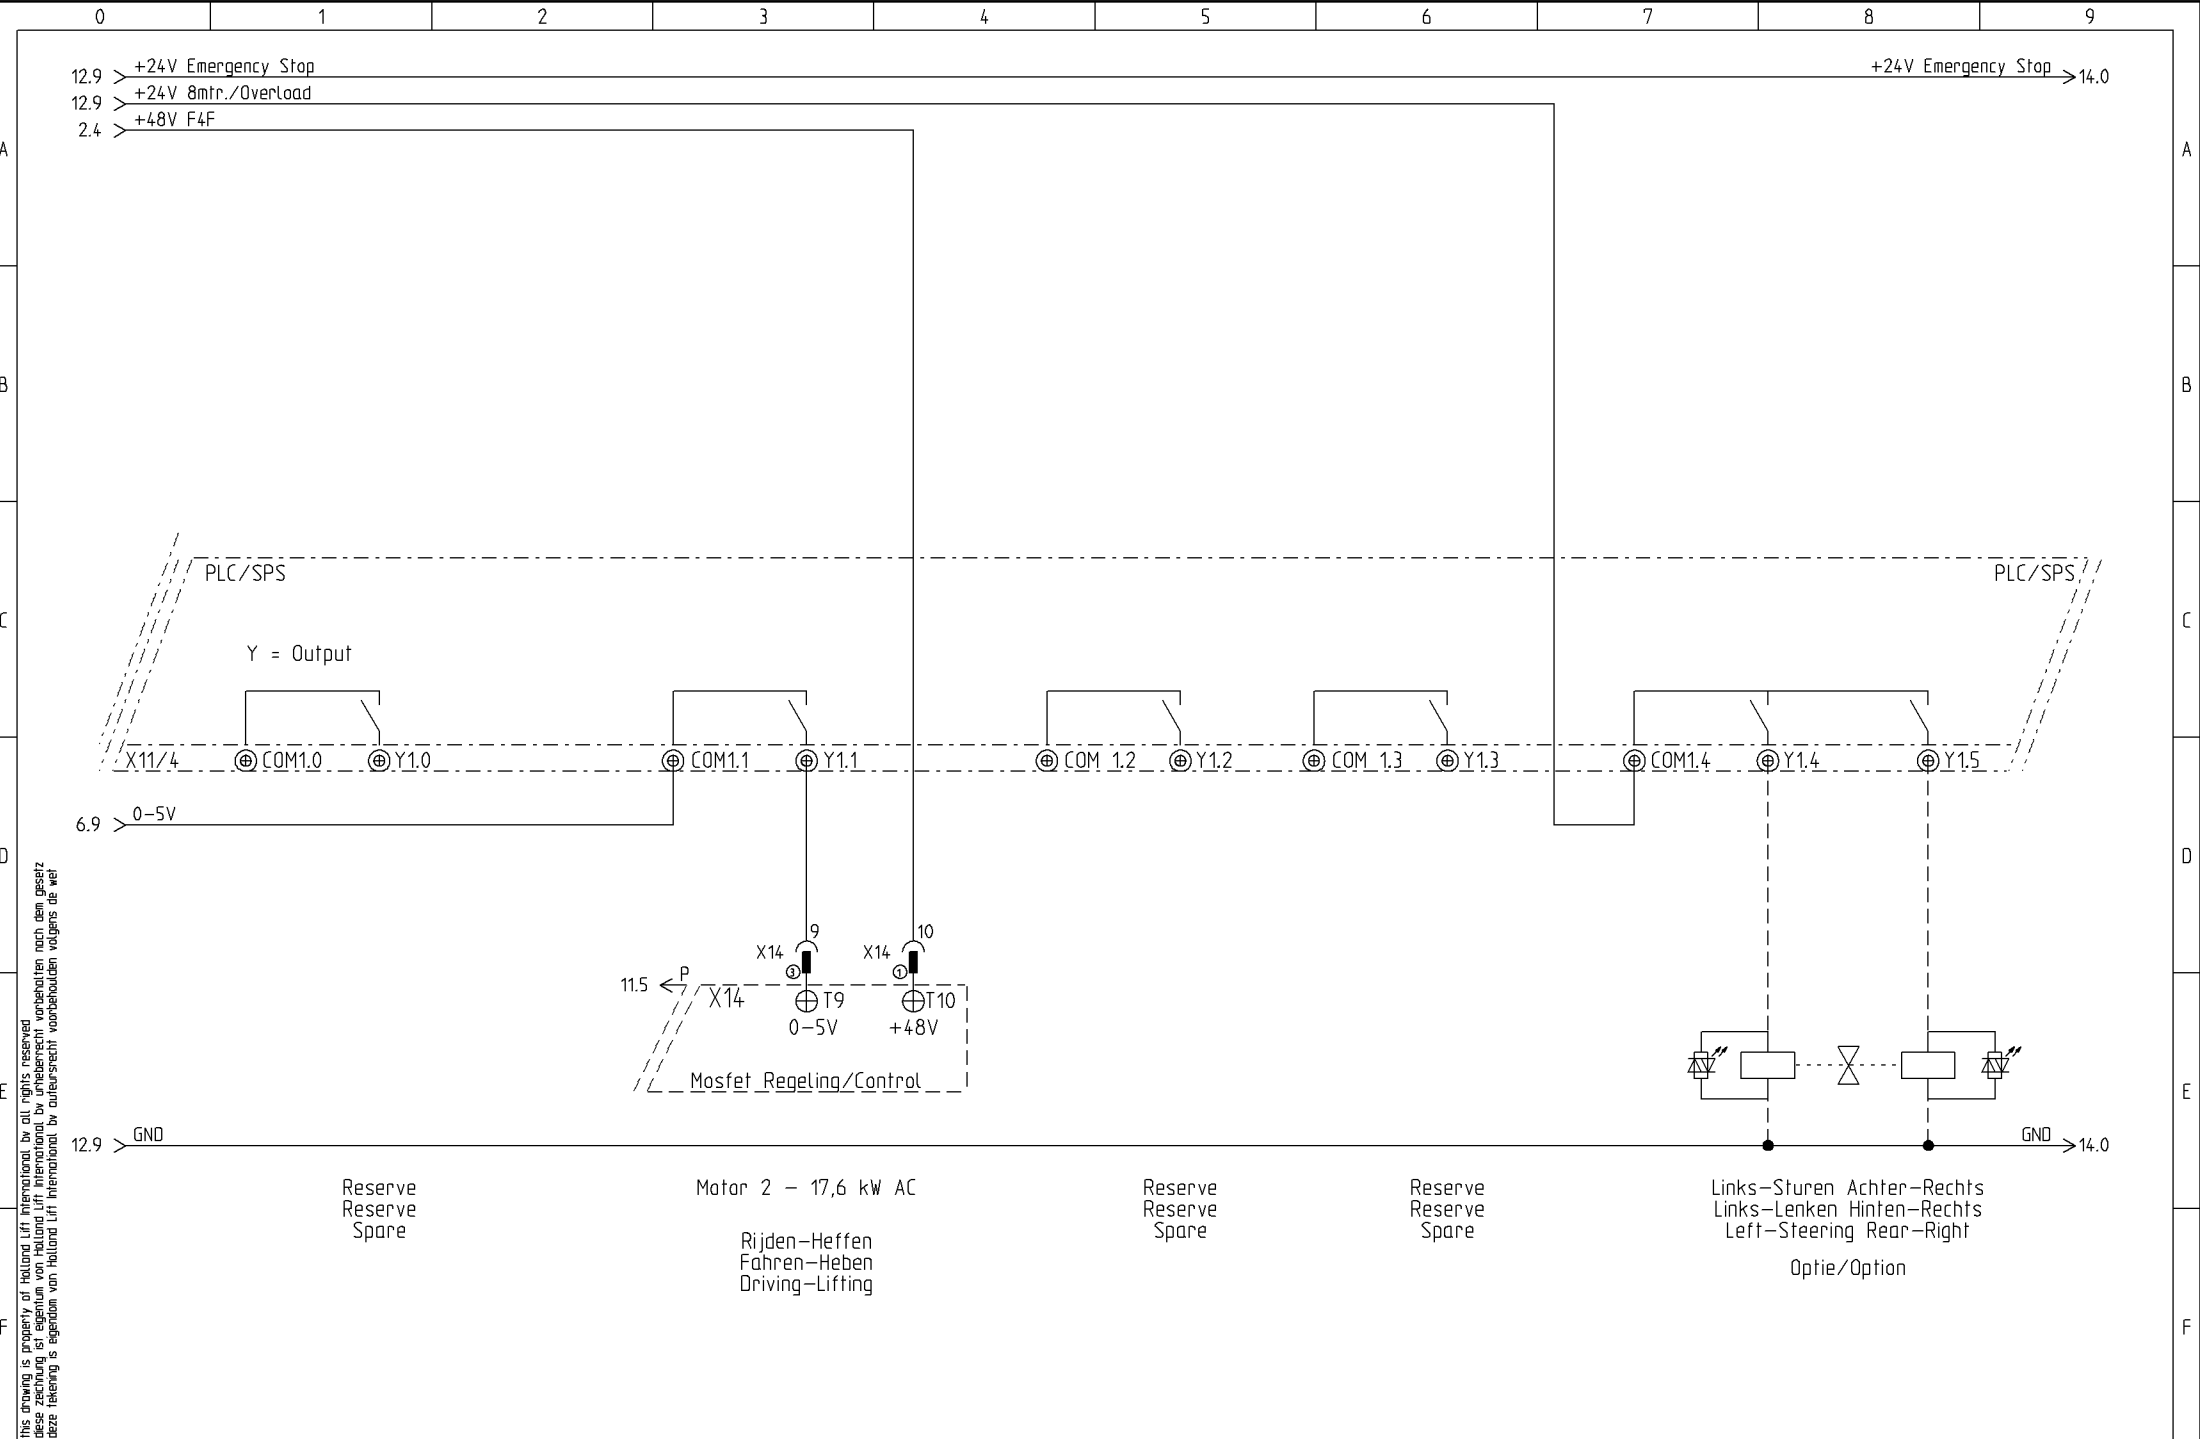 0 1 2 3 4 5 6 7 8 9
12.9 +24V Emergency Stop +24V Emergency Stop 14.0
12.9 +24V 8mtr./Overload
2.4 +48V F4F
A A
B B
PLC/SPS PLC/SPS
C C
Y = Output
X11/4 COM1.0 Y1.0 COM1.1 Y1.1 COM 1.2 Y1.2 COM 1.3 Y1.3 COM1.4 Y1.4 Y1.5
6.9 0-5V
D D
9 10
X14 X14
3 1
11.5 P
X14 T9 T10
0-5V +48V
Mosfet Regeling/Control
E E
12.9 GND GND 14.0
Reserve
Reserve
Spare
Motor 2 - 17,6 kW AC
Rijden-Heffen
Fahren-Heben
Driving-Lifting
Reserve
Reserve
Spare
Reserve
Reserve
Spare
Links-Sturen Achter-Rechts
Links-Lenken Hinten-Rechts
Left-Steering Rear-Right
Optie/Option
F F
this drawing is property of Holland Lift International bv all rights reserved
diese zeichnung ist eigentum von Holland Lift International bv urheberrecht vorbehalten nach dem gesetz
deze tekening is eigendom van Holland Lift International bv auteursrecht voorbehouden volgens de wet